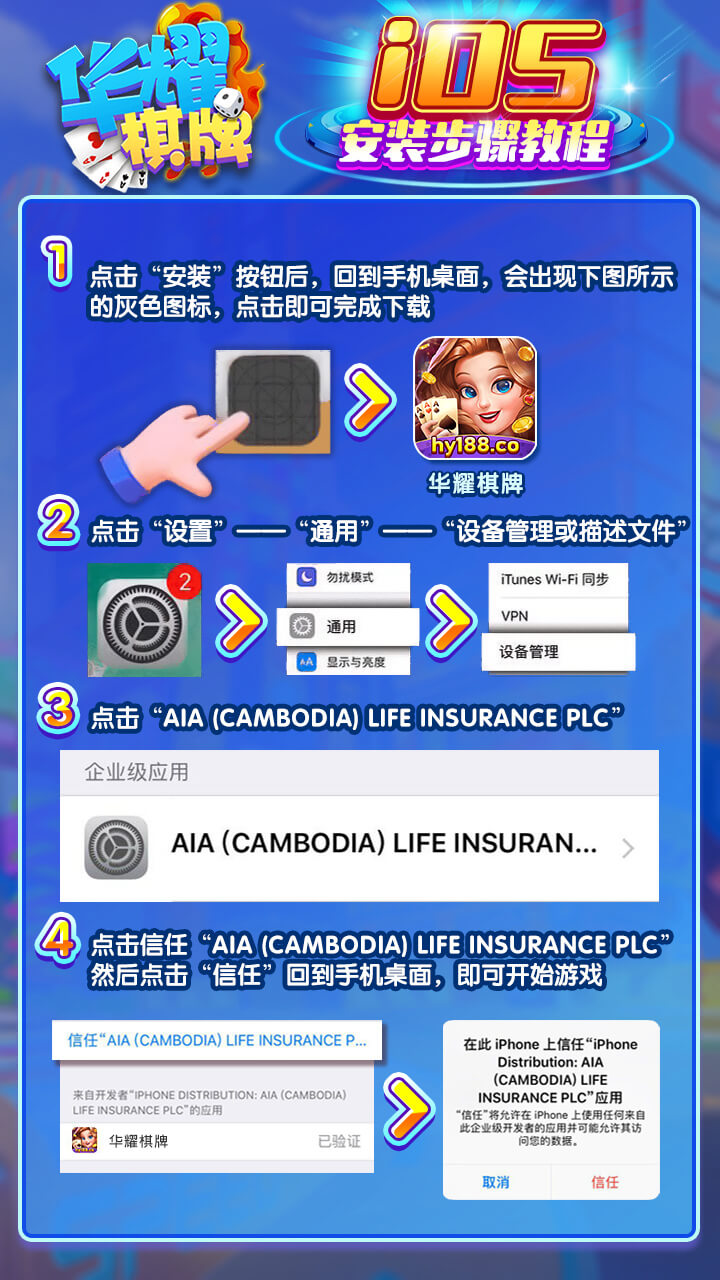 华耀
棋牌
iOS
安装步骤教程
1
点击“安装”按钮后，回到手机桌面，会出现下图所示
的灰色图标，点击即可完成下载
hy188.co
华耀棋牌
2
点击“设置”——“通用”——“设备管理或描述文件”
2
勿扰模式
通用
AA 显示与亮度
iTunes Wi-Fi 同步
VPN
设备管理
3
点击“AIA (CAMBODIA) LIFE INSURANCE PLC”
企业级应用
AIA (CAMBODIA) LIFE INSURAN...
4
点击信任“AIA (CAMBODIA) LIFE INSURANCE PLC”
然后点击“信任”回到手机桌面，即可开始游戏
信任“AIA (CAMBODIA) LIFE INSURANCE P...
来自开发者“IPHONE DISTRIBUTION: AIA (CAMBODIA)
LIFE INSURANCE PLC”的应用
华耀棋牌 已验证
在此 iPhone 上信任“iPhone
Distribution: AIA
(CAMBODIA) LIFE
INSURANCE PLC”应用
“信任”将允许在 iPhone 上使用任何来自
此企业级开发者的应用并可能允许其访
问您的数据。
取消 信任